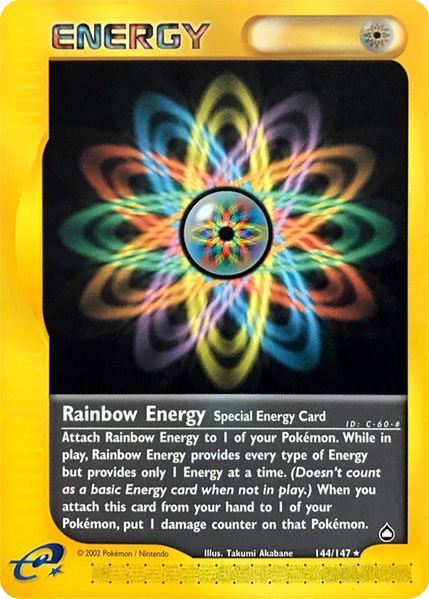 ENERGY
Rainbow Energy Special Energy Card
ID: C-60-#
Attach Rainbow Energy to 1 of your Pokémon. While in
play, Rainbow Energy provides every type of Energy
but provides only 1 Energy at a time. (Doesn't count
as a basic Energy card when not in play.) When you
attach this card from your hand to 1 of your
Pokémon, put 1 damage counter on that Pokémon.
© 2002 Pokémon / Nintendo Illus. Takumi Akabane 144/147 ★
e